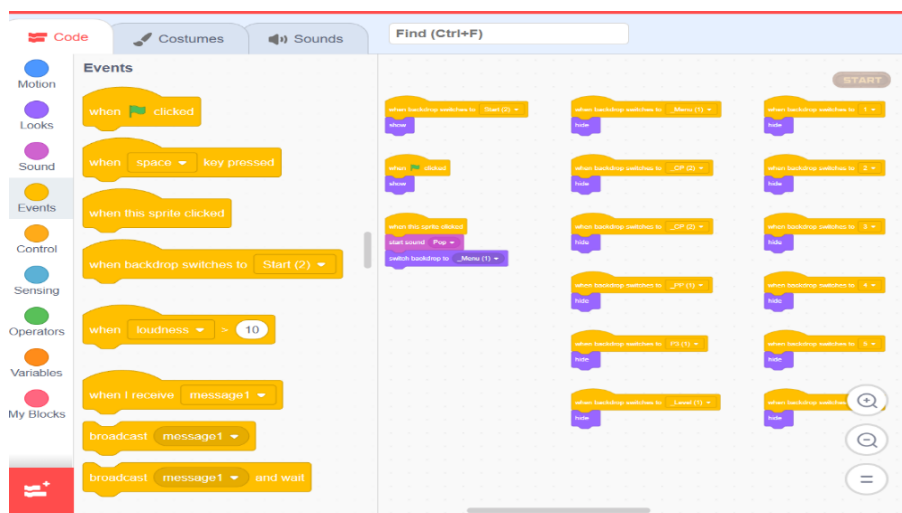 Code
Costumes
Sounds
Find (Ctrl+F)
Motion
Looks
Sound
Events
Control
Sensing
Operators
Variables
My Blocks
Events
when clicked
when space key pressed
when this sprite clicked
when backdrop switches to Start (2)
when loudness > 10
when I receive message1
broadcast message1
broadcast message1 and wait
START
when backdrop switches to Start (2)
show
when clicked
show
when this sprite clicked
start sound Pop
switch backdrop to _Menu (1)
when backdrop switches to _Menu (1)
hide
when backdrop switches to _CP (2)
hide
when backdrop switches to _CP (2)
hide
when backdrop switches to _PP (1)
hide
when backdrop switches to P3 (1)
hide
when backdrop switches to _Level (1)
hide
when backdrop switches to 1
hide
when backdrop switches to 2
hide
when backdrop switches to 3
hide
when backdrop switches to 4
hide
when backdrop switches to 5
hide
when backdrop switches
hide